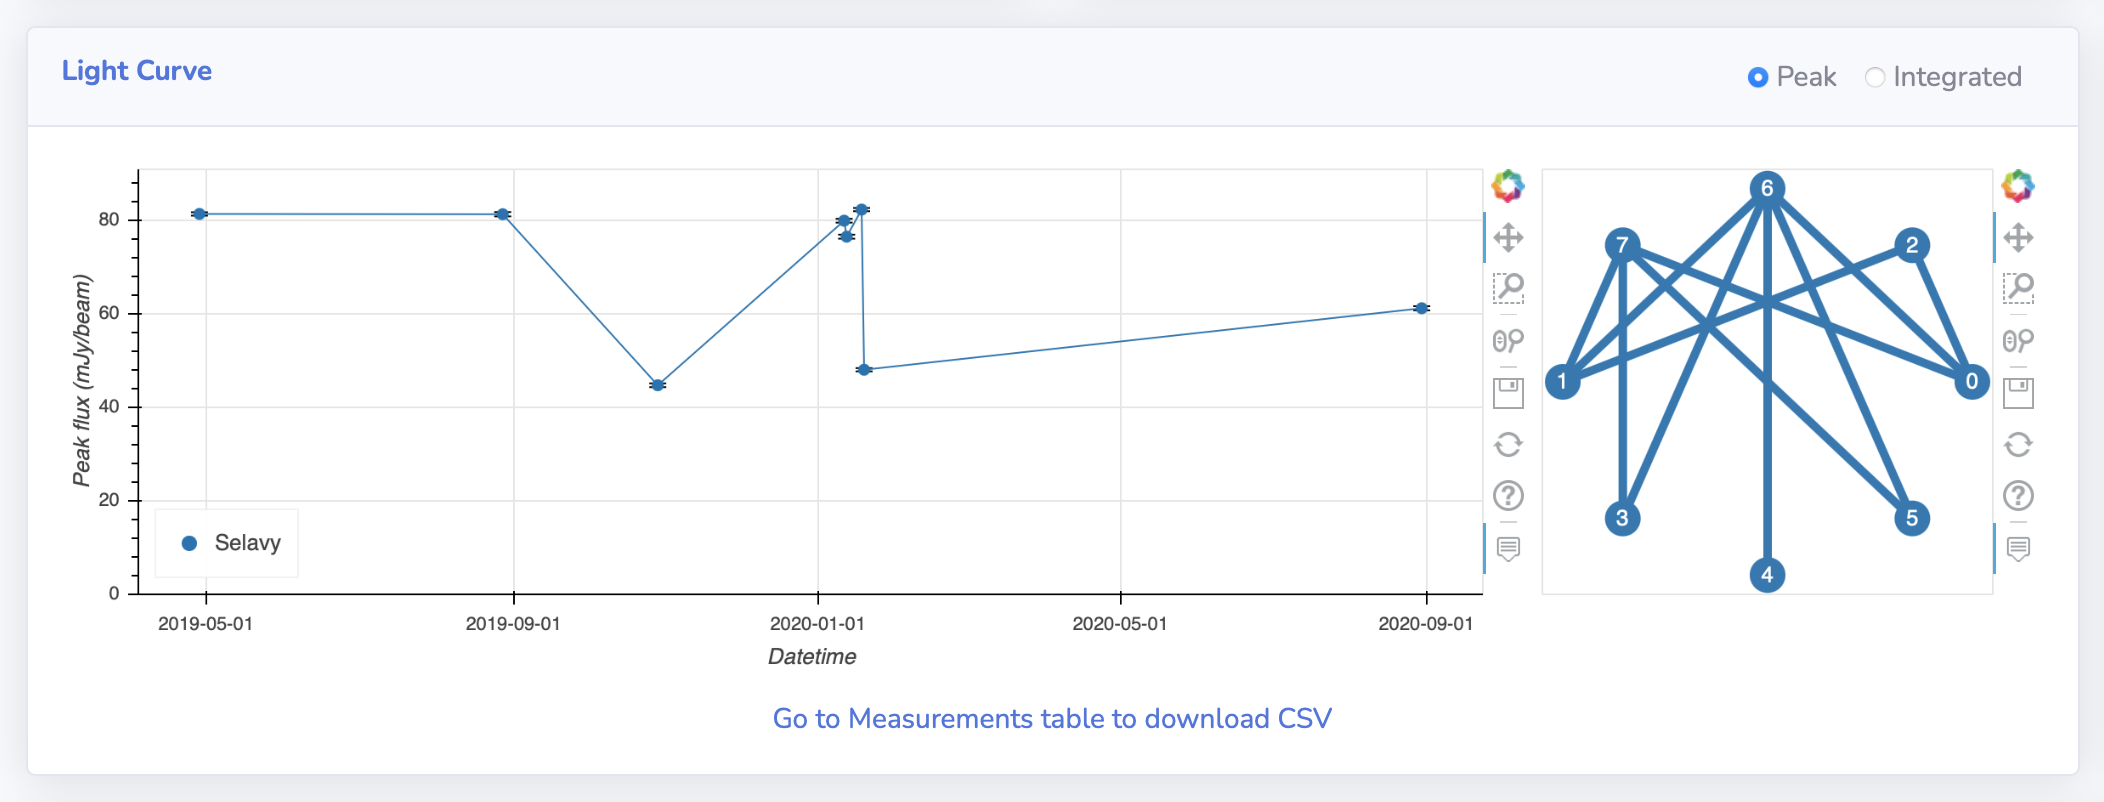 Light Curve
Peak Integrated
Peak flux (mJy/beam)
80
60
40
20
0
Selavy
2019-05-01 2019-09-01 2020-01-01 2020-05-01 2020-09-01
Datetime
6
7 2
1 0
3 5
4
Go to Measurements table to download CSV